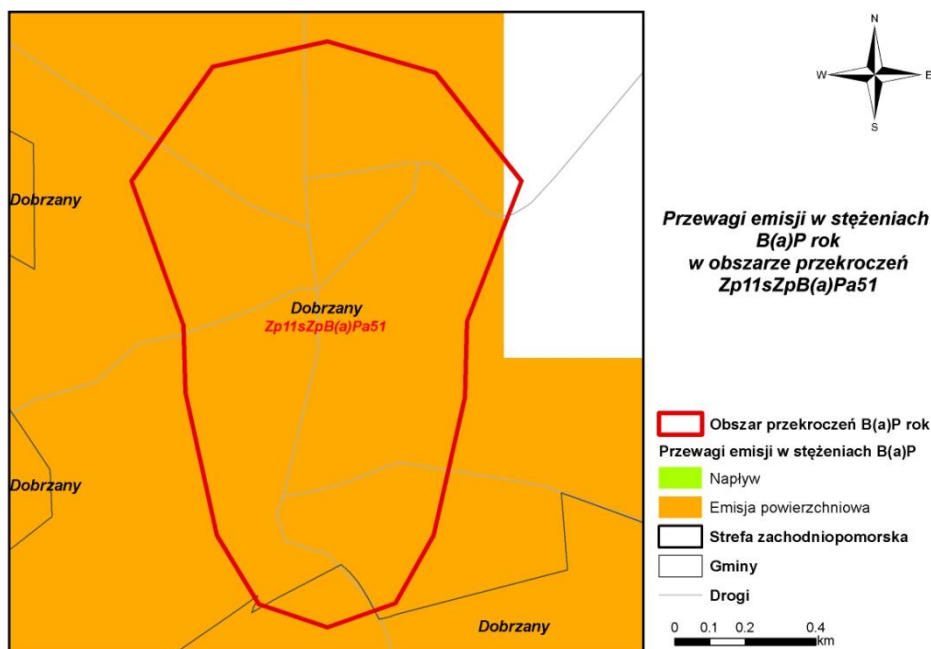 N
W E
S
Dobrzany
Dobrzany
Zp11sZpB(a)Pa51
Dobrzany
Dobrzany
Przewagi emisji w stężeniach
B(a)P rok
w obszarze przekroczeń
Zp11sZpB(a)Pa51
Obszar przekroczeń B(a)P rok
Przewagi emisji w stężeniach B(a)P
Napływ
Emisja powierzchniowa
Strefa zachodniopomorska
Gminy
Drogi
0 0.1 0.2 0.4
km